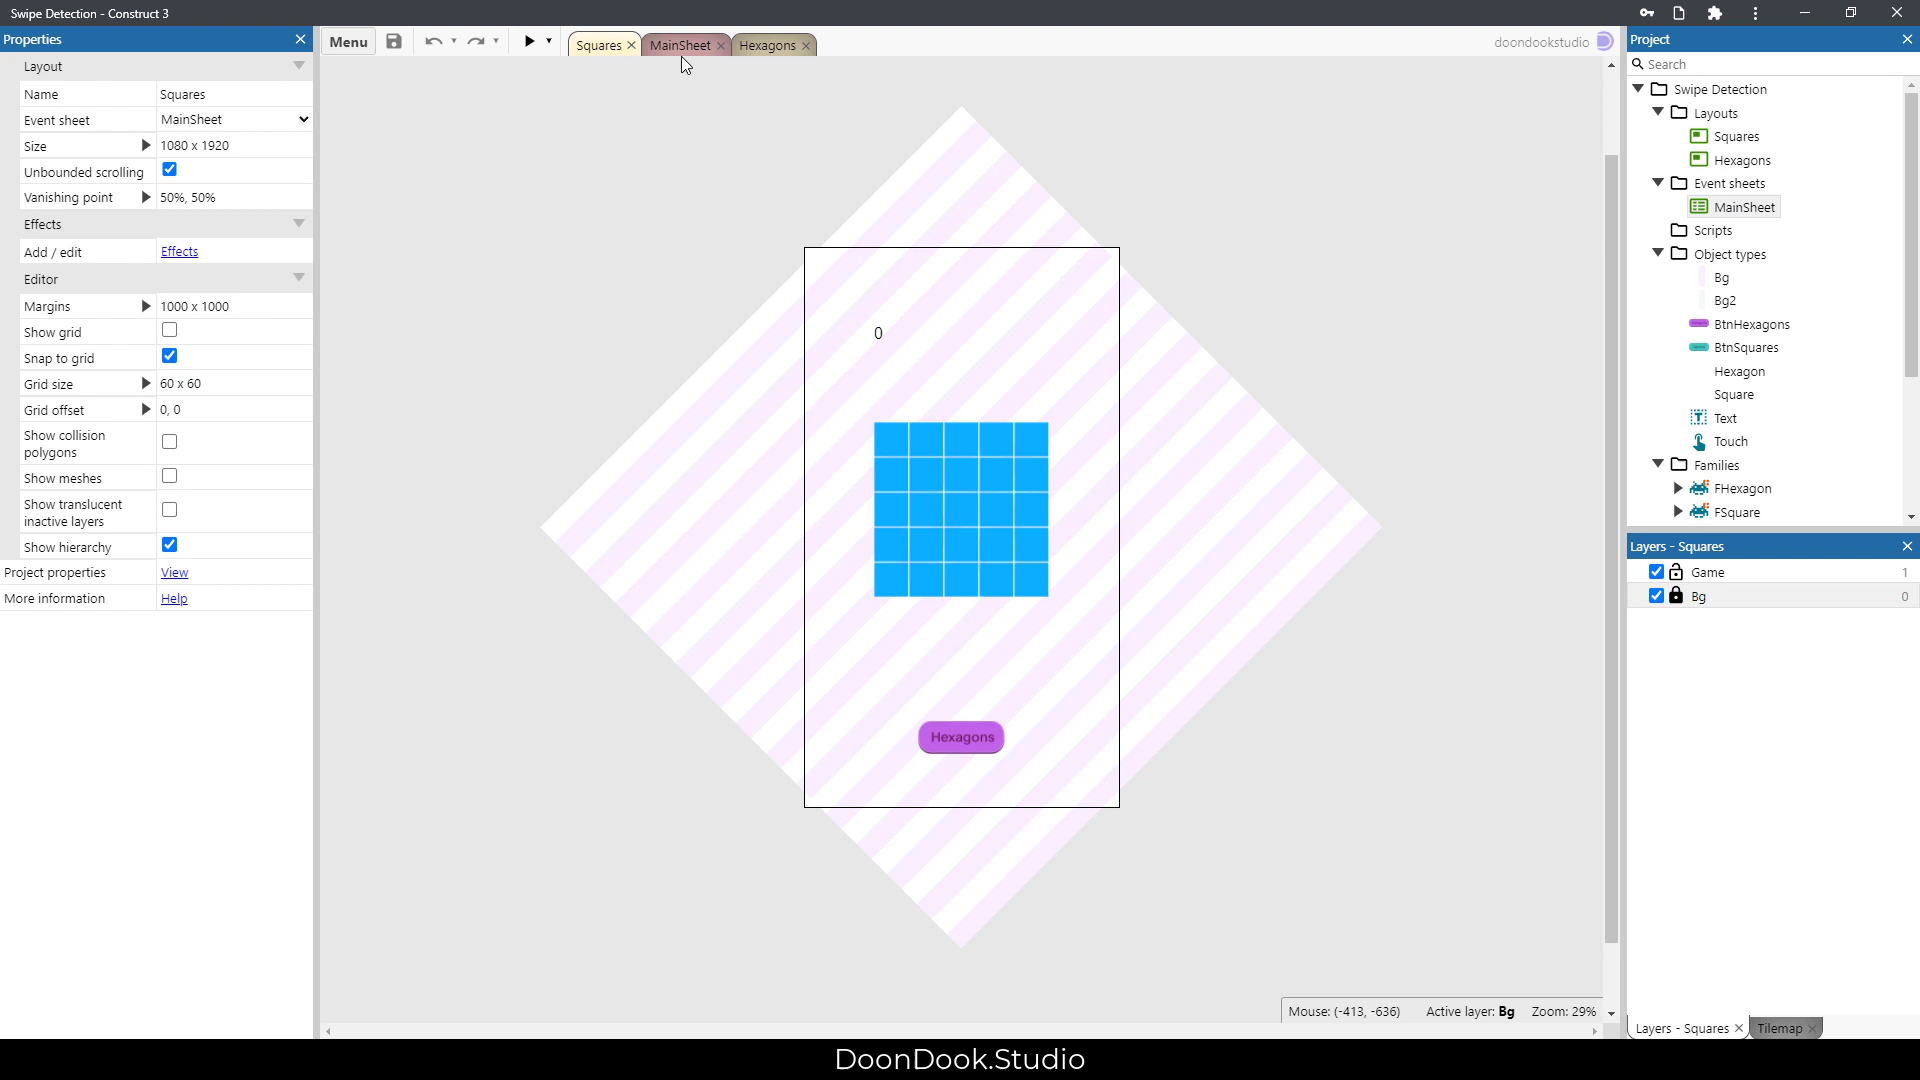 Swipe Detection - Construct 3
Properties
Layout
Name Squares
Event sheet MainSheet
Size 1080 x 1920
Unbounded scrolling
Vanishing point 50%, 50%
Effects
Add / edit Effects
Editor
Margins 1000 x 1000
Show grid
Snap to grid
Grid size 60 x 60
Grid offset 0, 0
Show collision
polygons
Show meshes
Show translucent
inactive layers
Show hierarchy
Project properties View
More information Help
Menu
Squares
MainSheet
Hexagons
doondookstudio
0
Hexagons
Mouse: (-413, -636) Active layer: Bg Zoom: 29%
Project
Search
Swipe Detection
Layouts
Squares
Hexagons
Event sheets
MainSheet
Scripts
Object types
Bg
Bg2
BtnHexagons
BtnSquares
Hexagon
Square
Text
Touch
Families
FHexagon
FSquare
Layers - Squares
Game 1
Bg 0
Layers - Squares
Tilemap
DoonDook.Studio